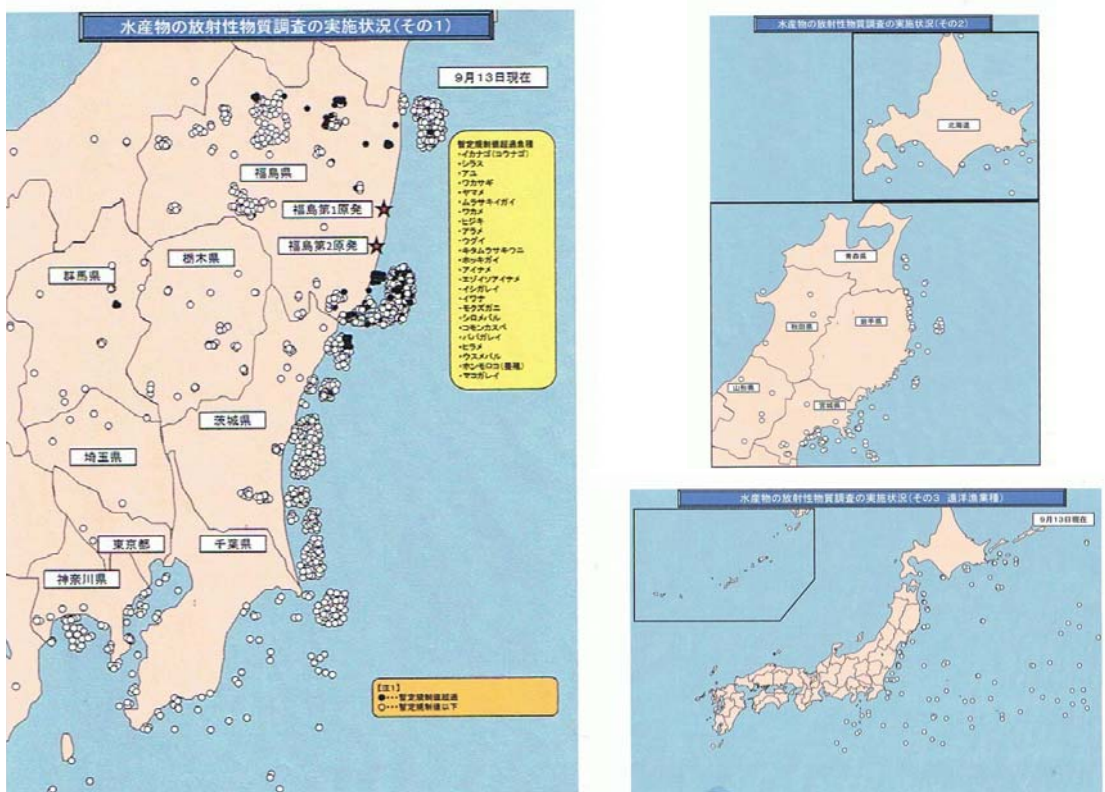 水産物の放射性物質調査の実施状況(その1)
9月13日現在
暫定規制値超過魚種
・イカナゴ(コウナゴ)
・シラス
・アユ
・ワカサギ
・ヤマメ
・ムラサキイガイ
・ワカメ
・ヒジキ
・アラメ
・ウグイ
・キタムラサキウニ
・ホッキガイ
・アイナメ
・エゾイソアイナメ
・イシガレイ
・イワナ
・モクズガニ
・シロメバル
・コモンカスベ
・ババガレイ
・ヒラメ
・ウスメバル
・ホンモロコ(養殖)
・マコガレイ
福島県
福島第1原発
福島第2原発
栃木県
群馬県
茨城県
埼玉県
東京都
千葉県
神奈川県
【注1】
●・・・暫定規制値超過
○・・・暫定規制値以下
水産物の放射性物質調査の実施状況(その2)
北海道
青森県
秋田県
岩手県
山形県
宮城県
水産物の放射性物質調査の実施状況(その3 遠洋漁業種)
9月13日現在